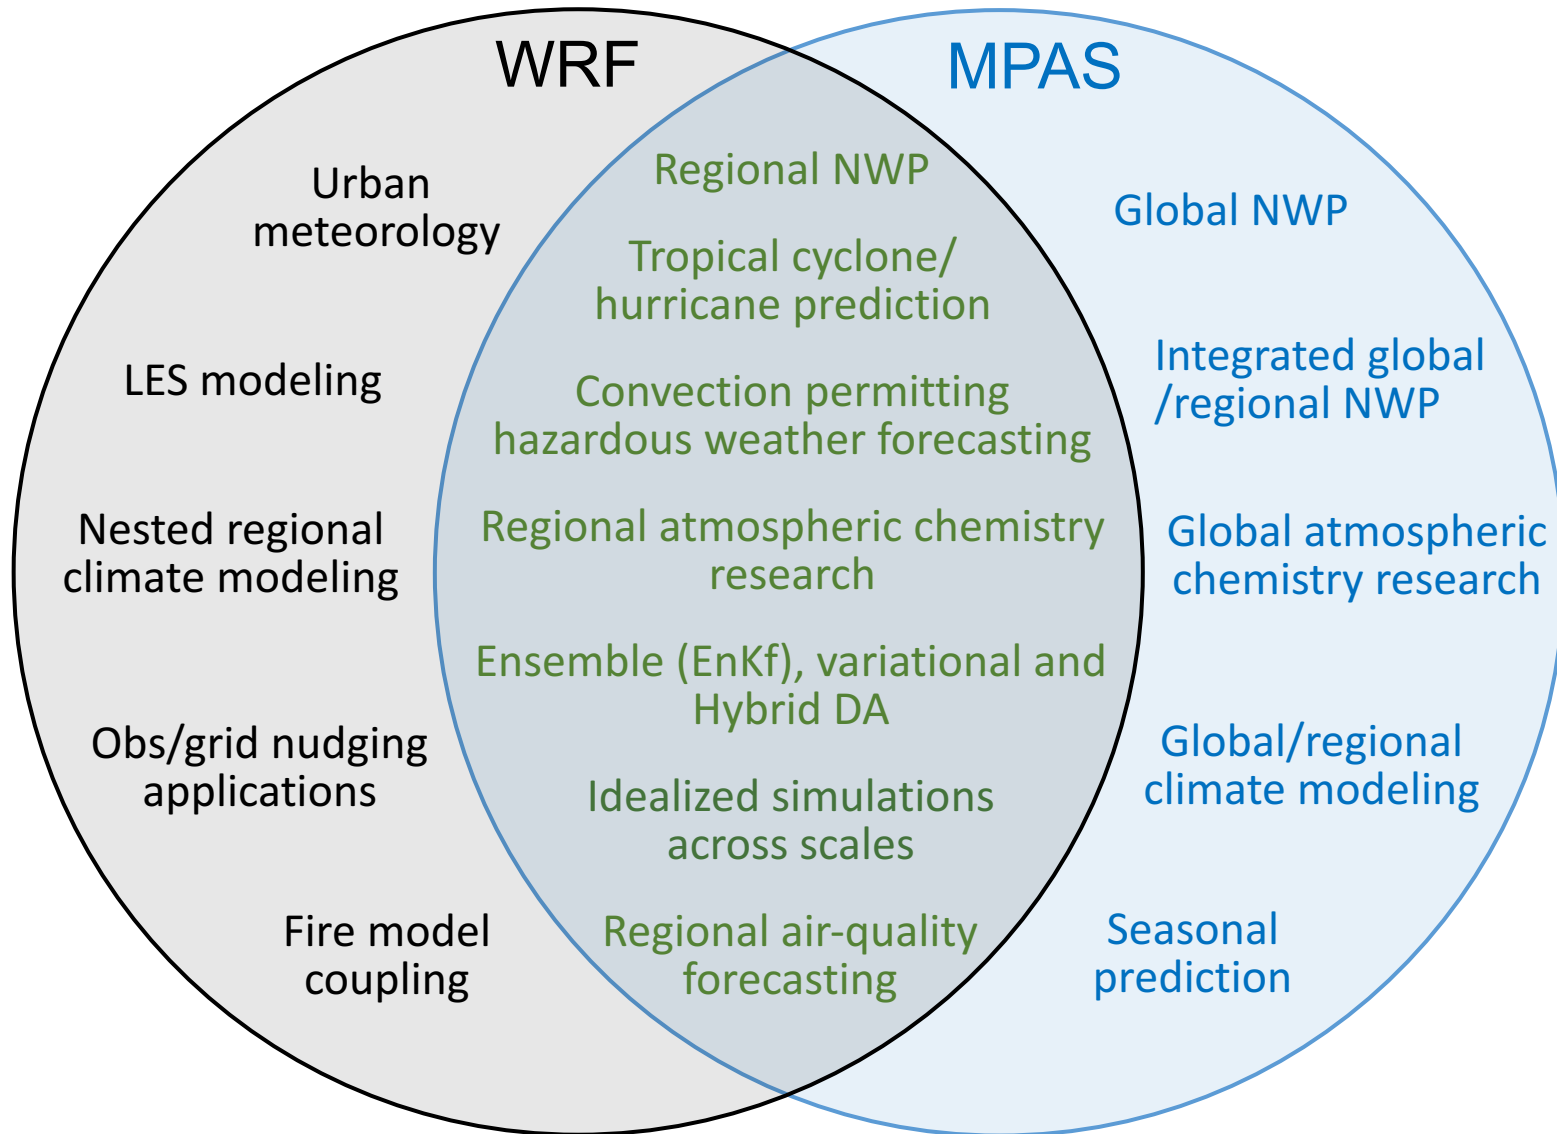 WRF
MPAS
Urban
meteorology
LES modeling
Nested regional
climate modeling
Obs/grid nudging
applications
Fire model
coupling
Regional NWP
Tropical cyclone/
hurricane prediction
Convection permitting
hazardous weather forecasting
Regional atmospheric chemistry
research
Ensemble (EnKf), variational and
Hybrid DA
Idealized simulations
across scales
Regional air-quality
forecasting
Global NWP
Integrated global
/regional NWP
Global atmospheric
chemistry research
Global/regional
climate modeling
Seasonal
prediction